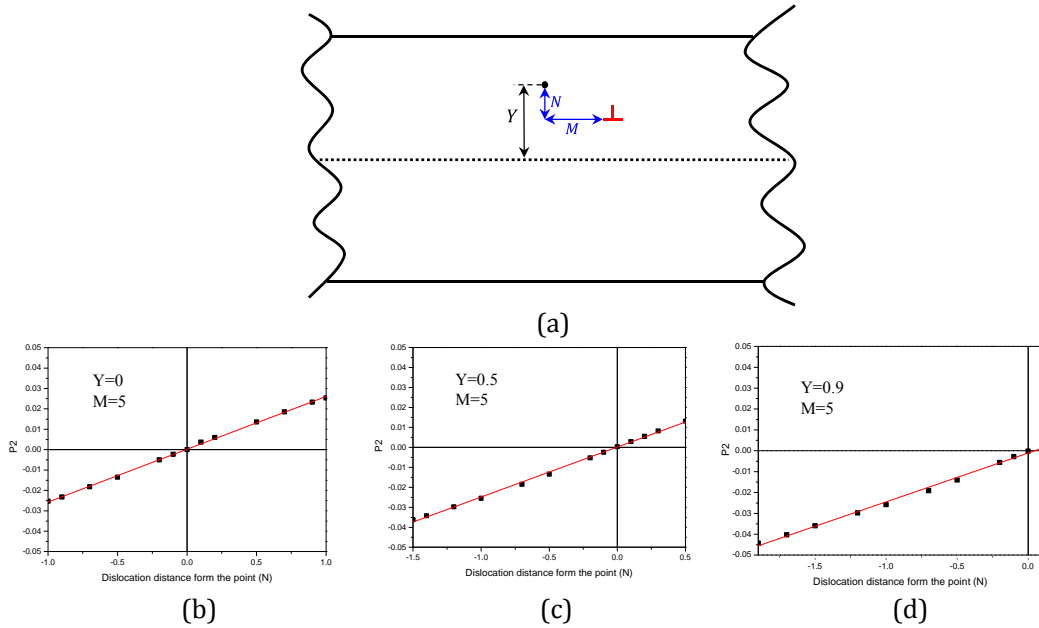 Y
N
M
(a)
Y=0
M=5
P2
0.05
0.04
0.03
0.02
0.01
0.00
-0.01
-0.02
-0.03
-0.04
-0.05
-1.0
-0.5
0.0
0.5
1.0
Dislocation distance form the point (N)
(b)
Y=0.5
M=5
P2
0.05
0.04
0.03
0.02
0.01
0.00
-0.01
-0.02
-0.03
-0.04
-0.05
-1.5
-1.0
-0.5
0.0
0.5
Dislocation distance form the point (N)
(c)
Y=0.9
M=5
P2
0.05
0.04
0.03
0.02
0.01
0.00
-0.01
-0.02
-0.03
-0.04
-0.05
-1.5
-1.0
-0.5
0.0
Dislocation distance form the point (N)
(d)